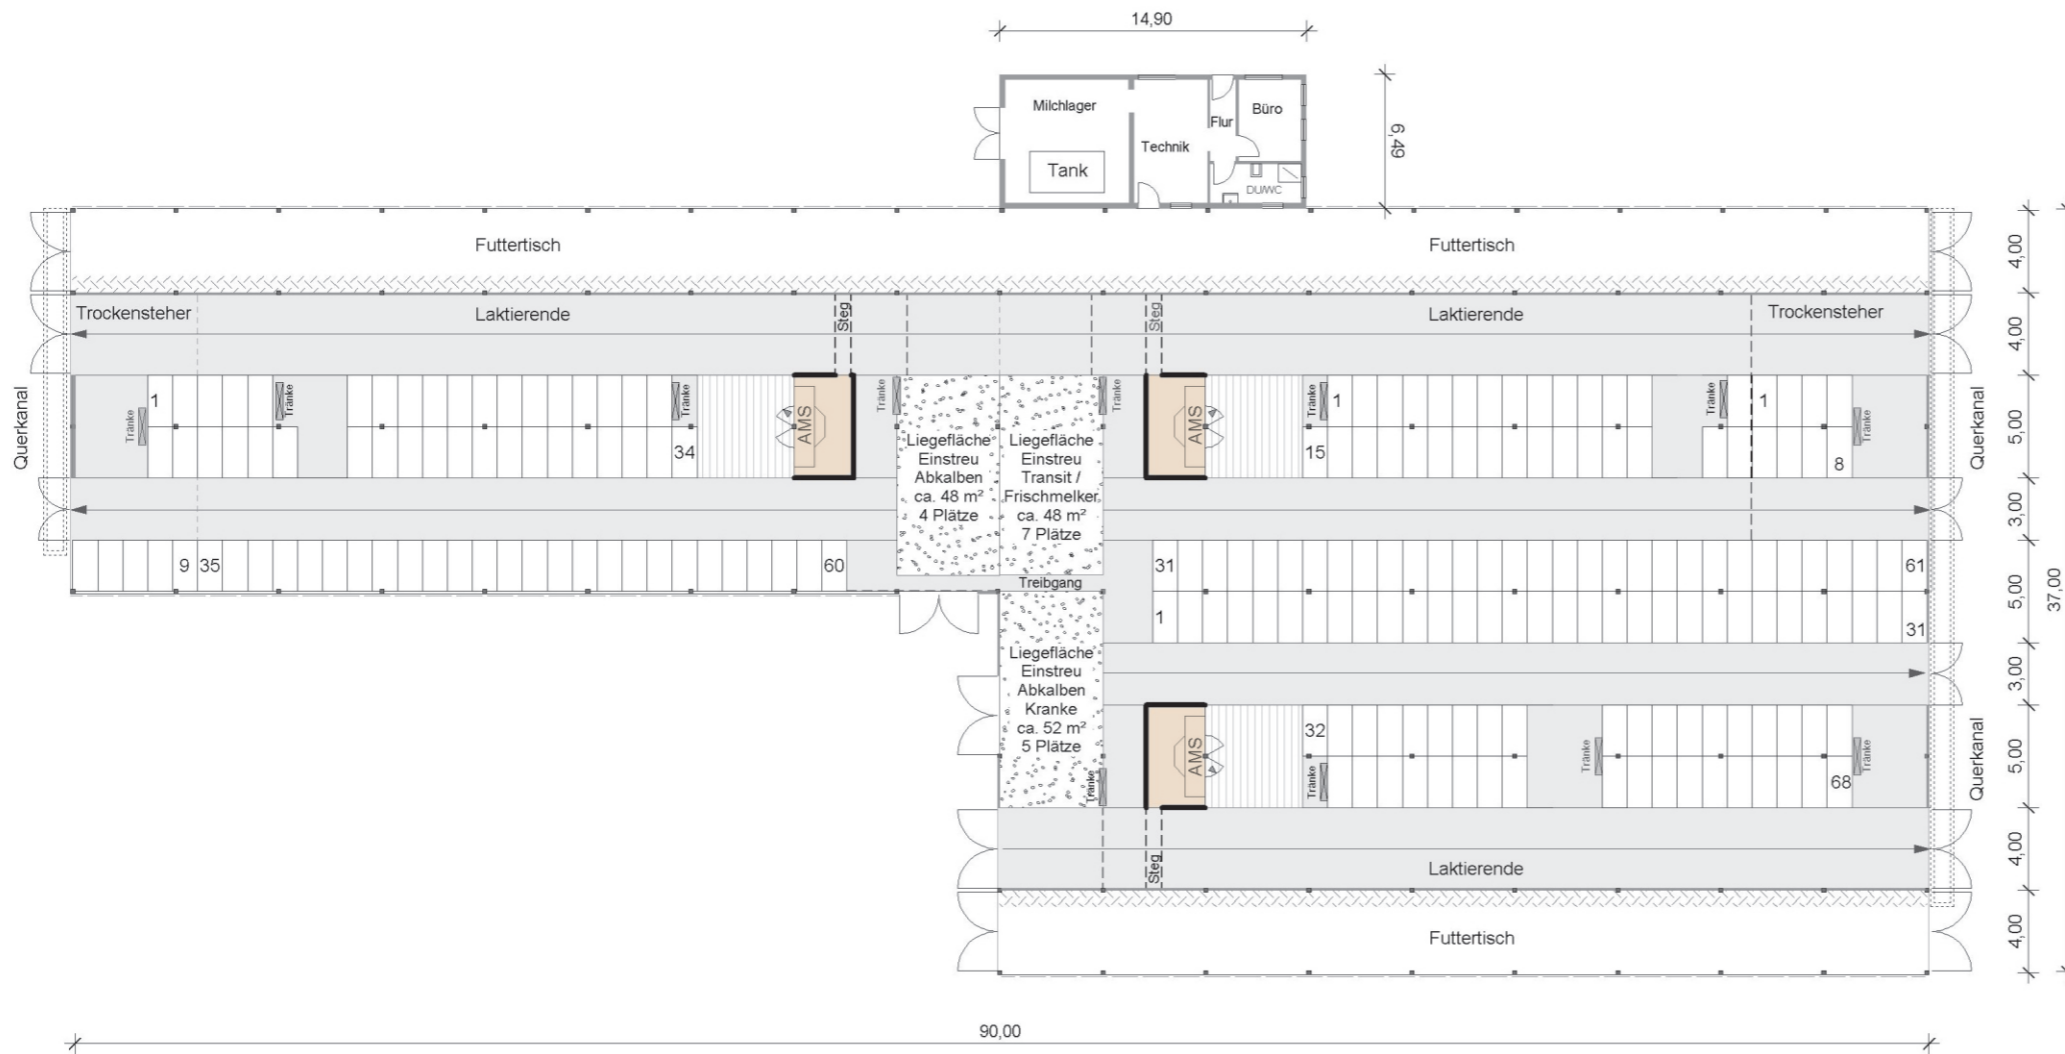 14,90
Milchlager
Tank
Technik
Flur
Büro
DU/WC
6,49
Futtertisch
Futtertisch
4,00
Trockensteher
Laktierende
Steg
Steg
Laktierende
Trockensteher
4,00
Querkanal
Tränke
1
Tränke
Tränke
34
AMS
Tränke
Liegefläche
Einstreu
Abkalben
ca. 48 m²
4 Plätze
Liegefläche
Einstreu
Transit /
Frischmelker
ca. 48 m²
7 Plätze
Tränke
AMS
Tränke
1
15
Tränke
1
8
Tränke
Querkanal
5,00
3,00
9
35
60
Treibgang
31
61
1
31
5,00
37,00
Liegefläche
Einstreu
Abkalben
Kranke
ca. 52 m²
5 Plätze
Tränke
3,00
AMS
32
Tränke
Tränke
68
Tränke
Querkanal
5,00
Steg
Laktierende
4,00
Futtertisch
4,00
90,00